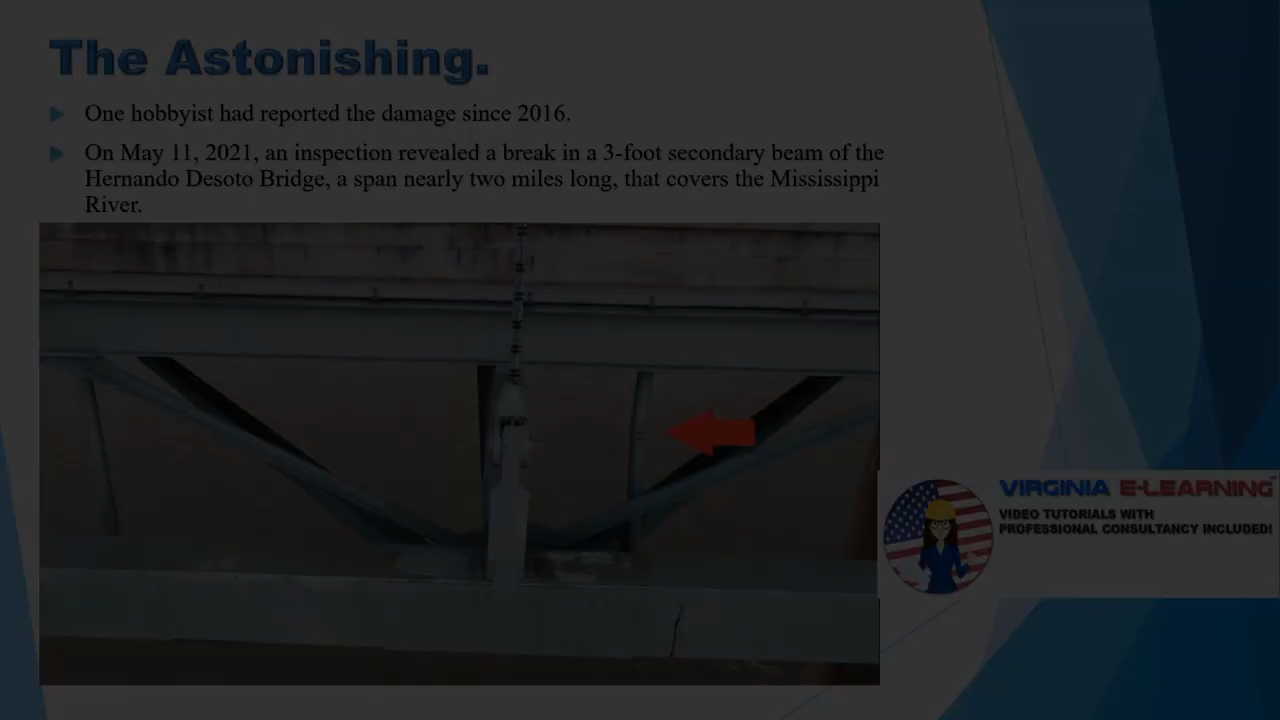 The Astonishing.
One hobbyist had reported the damage since 2016.
On May 11, 2021, an inspection revealed a break in a 3-foot secondary beam of the
Hernando Desoto Bridge, a span nearly two miles long, that covers the Mississippi
River.
VIRGINIA E-LEARNING
VIDEO TUTORIALS WITH
PROFESSIONAL CONSULTANCY INCLUDED!